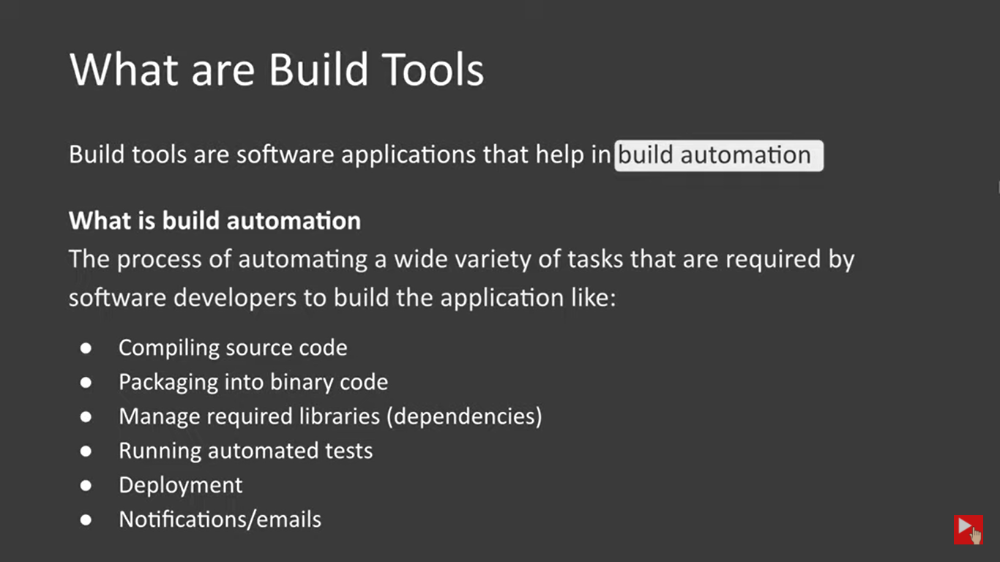 What are Build Tools
Build tools are software applications that help in build automation
What is build automation
The process of automating a wide variety of tasks that are required by
software developers to build the application like:
● Compiling source code
● Packaging into binary code
● Manage required libraries (dependencies)
● Running automated tests
● Deployment
● Notifications/emails